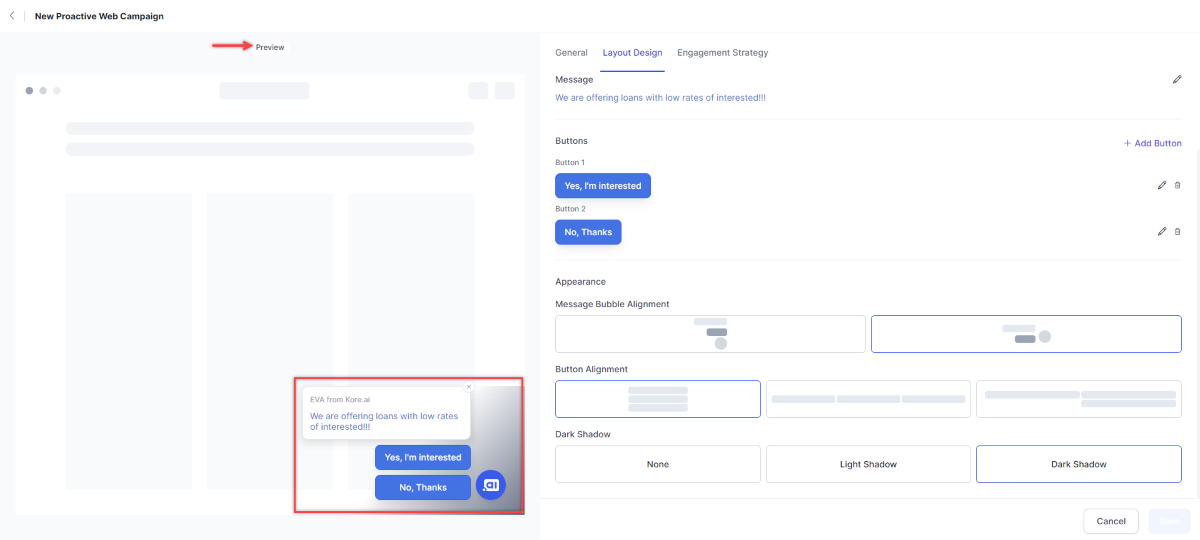 New Proactive Web Campaign
Preview
EVA from Kore.ai
We are offering loans with low rates
of interested!!!
Yes, I'm interested
No, Thanks
.ai
General
Layout Design
Engagement Strategy
Message
We are offering loans with low rates of interested!!!
Buttons
+ Add Button
Button 1
Yes, I'm interested
Button 2
No, Thanks
Appearance
Message Bubble Alignment
Button Alignment
Dark Shadow
None
Light Shadow
Dark Shadow
Cancel